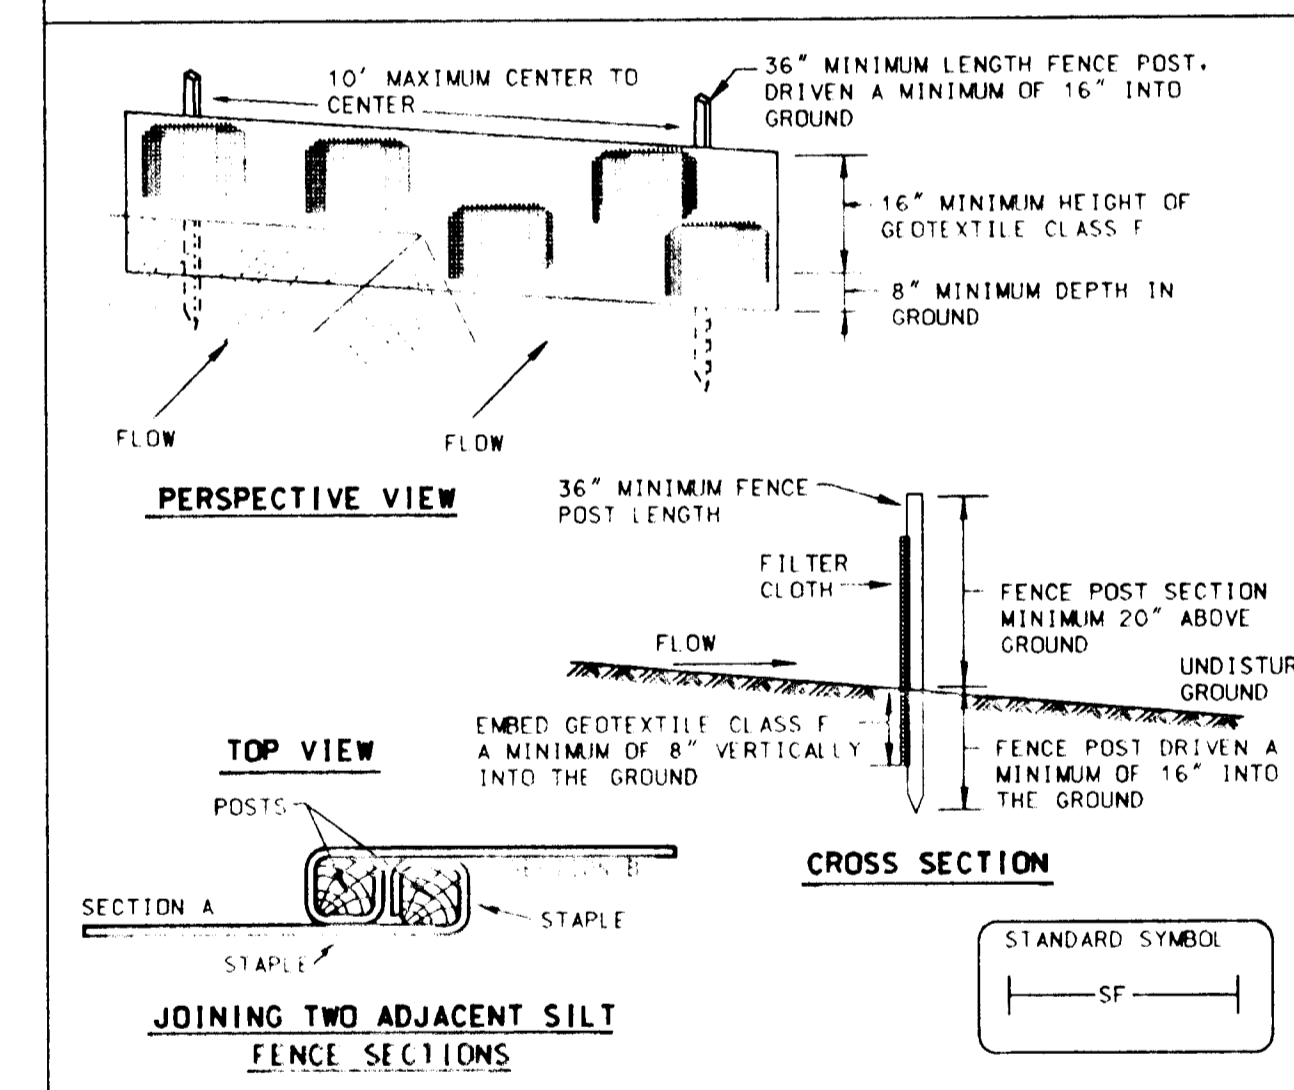 10' MAXIMUM CENTER TO
CENTER
36" MINIMUM LENGTH FENCE POST,
DRIVEN A MINIMUM OF 16" INTO
GROUND
16" MINIMUM HEIGHT OF
GEOTEXTILE CLASS F
8" MINIMUM DEPTH IN
GROUND
FLOW
FLOW
PERSPECTIVE VIEW
36" MINIMUM FENCE
POST LENGTH
FILTER
CLOTH
FENCE POST SECTION
MINIMUM 20" ABOVE
GROUND
FLOW
UNDISTUR
GROUND
EMBED GEOTEXTILE CLASS F
A MINIMUM OF 8" VERTICALLY
INTO THE GROUND
FENCE POST DRIVEN A
MINIMUM OF 16" INTO
THE GROUND
CROSS SECTION
TOP VIEW
POSTS
SECTION B
SECTION A
STAPLE
STAPLE
JOINING TWO ADJACENT SILT
FENCE SECTIONS
STANDARD SYMBOL
SF